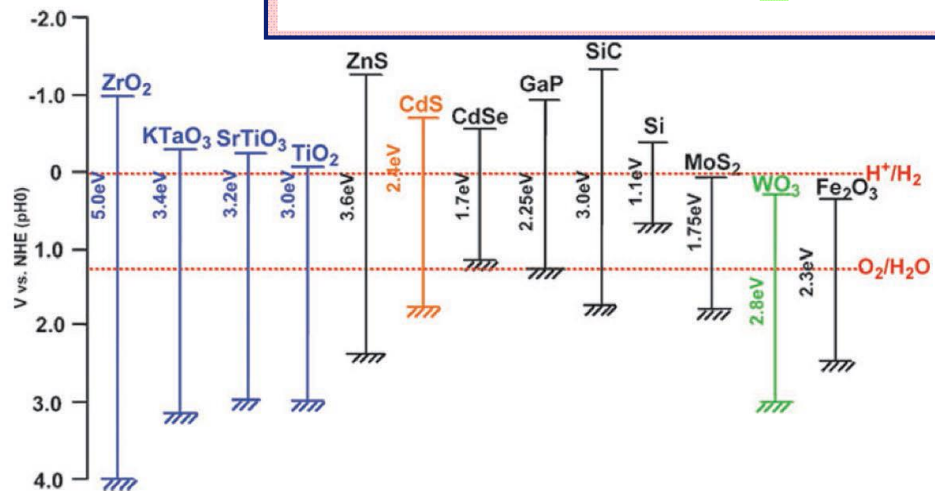 -2.0
-1.0
0
1.0
2.0
3.0
4.0
V vs. NHE (pH0)
ZrO2
5.0eV
KTaO3
3.4eV
SrTiO3
3.2eV
TiO2
3.0eV
ZnS
3.6eV
CdS
2.4eV
CdSe
1.7eV
GaP
2.25eV
SiC
3.0eV
Si
1.1eV
MoS2
1.75eV
WO3
2.8eV
Fe2O3
2.3eV
H+/H2
O2/H2O